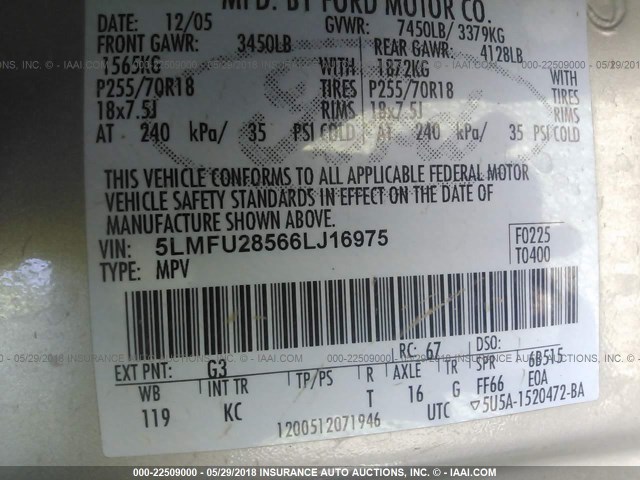 MFD. BY FORD MOTOR CO.
DATE: 12/05 GVWR: 7450LB/ 3379KG
FRONT GAWR: 3450LB REAR GAWR: 4128LB
1565KG WITH 1872KG WITH
P255/70R18 TIRES P255/70R18 TIRES
18x7.5J RIMS 18x7.5J RIMS
AT 240 kPa/ 35 PSI COLD AT 240 kPa/ 35 PSI COLD
THIS VEHICLE CONFORMS TO ALL APPLICABLE FEDERAL MOTOR
VEHICLE SAFETY STANDARDS IN EFFECT ON THE DATE OF
MANUFACTURE SHOWN ABOVE.
VIN: 5LMFU28566LJ16975 F0225
TYPE: MPV T0400
EXT PNT: G3 RC: 67 DSO:
WB INT TR TP/PS R AXLE TR SPR 6B515
119 KC T 16 G FF66 E0A
1200512071946 UTC ▽5U5A-1520472-BA
000-22509000 - 05/29/2018 INSURANCE AUTO AUCTIONS - WWW.IAAI.COM